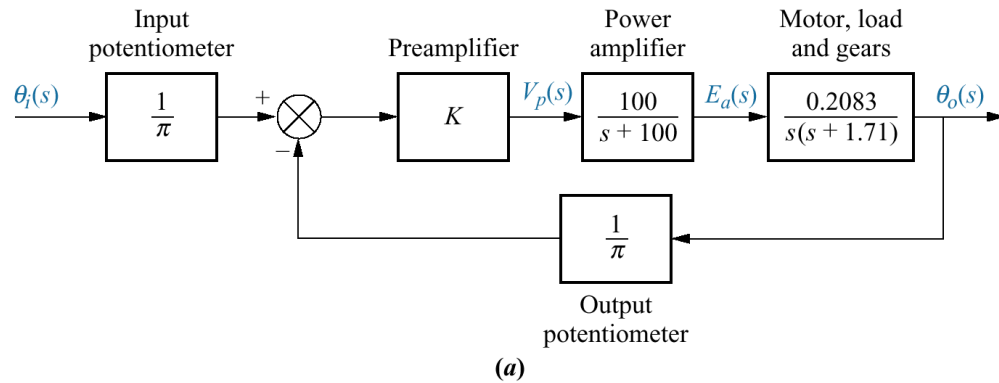 Input
potentiometer
θi(s)
1
π
+
−
Preamplifier
K
Vp(s)
Power
amplifier
100
s + 100
Ea(s)
Motor, load
and gears
0.2083
s(s + 1.71)
θo(s)
1
π
Output
potentiometer
(a)